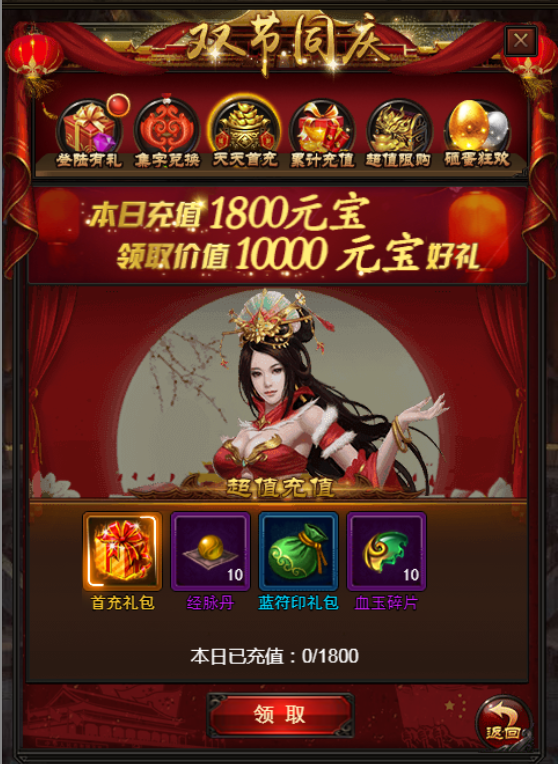 双节同庆
登陆有礼 集字兑换 天天首充 累计充值 超值限购 砸蛋狂欢
本日充值1800元宝
领取价值10000元宝好礼
超值充值
10 10
首充礼包 经脉丹 蓝符印礼包 血玉碎片
本日已充值：0/1800
领取
返回